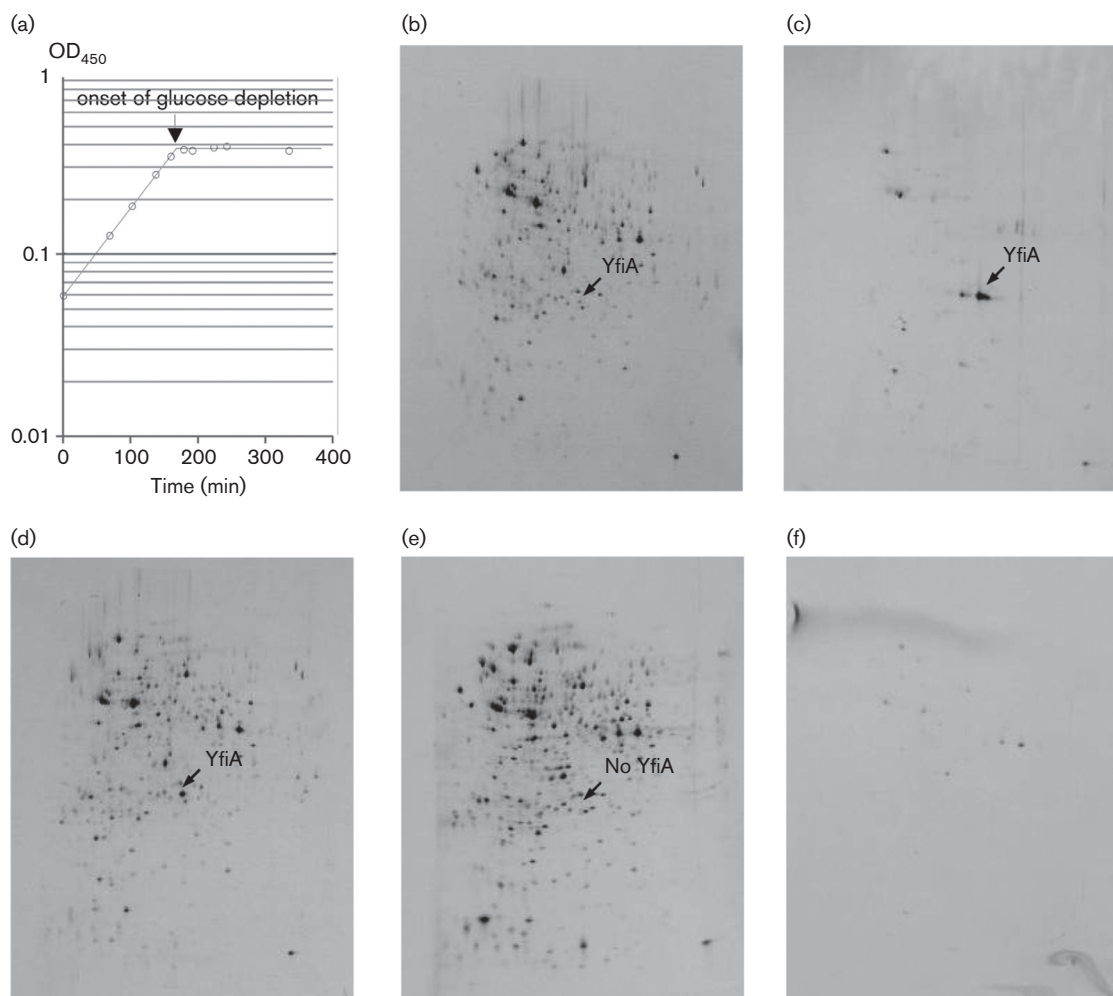 (a)
OD450
1
onset of glucose depletion
0.1
0.01
0 100 200 300 400
Time (min)
(b)
YfiA
(c)
YfiA
(d)
YfiA
(e)
No YfiA
(f)